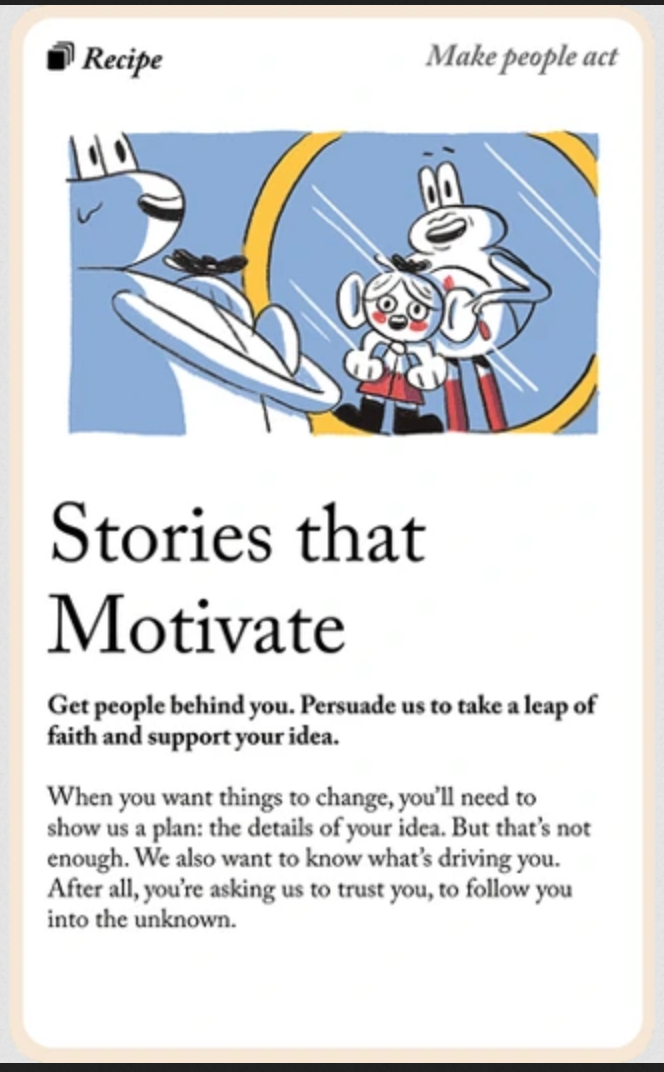 Recipe
Make people act
Stories that
Motivate
Get people behind you. Persuade us to take a leap of
faith and support your idea.
When you want things to change, you’ll need to
show us a plan: the details of your idea. But that’s not
enough. We also want to know what’s driving you.
After all, you’re asking us to trust you, to follow you
into the unknown.